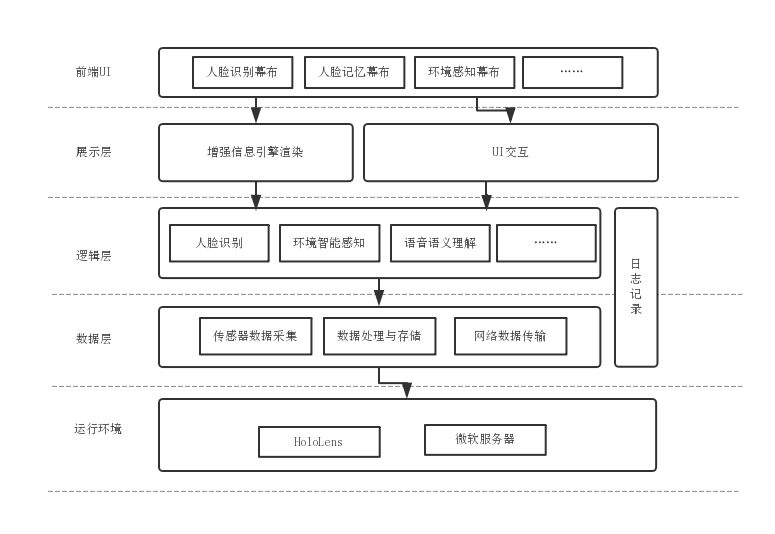 前端UI
人脸识别幕布
人脸记忆幕布
环境感知幕布
······
展示层
增强信息引擎渲染
UI交互
逻辑层
人脸识别
环境智能感知
语音语义理解
······
日
志
记
录
数据层
传感器数据采集
数据处理与存储
网络数据传输
运行环境
HoloLens
微软服务器